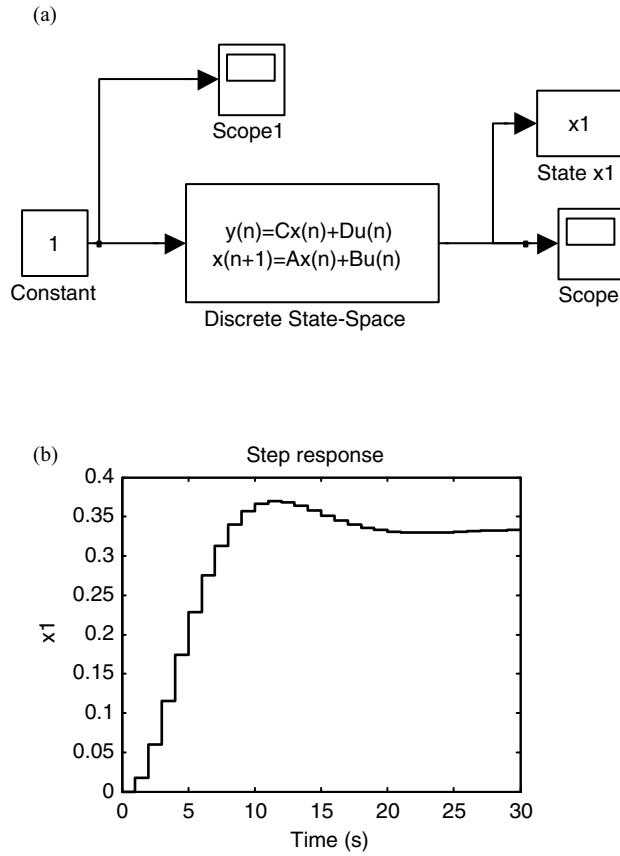 (a)
Scope1
x1
State x1
1
Constant
y(n)=Cx(n)+Du(n)
x(n+1)=Ax(n)+Bu(n)
Discrete State-Space
Scope
(b)
Step response
0.4
0.35
0.3
0.25
0.2
0.15
0.1
0.05
0
x1
0 5 10 15 20 25 30
Time (s)